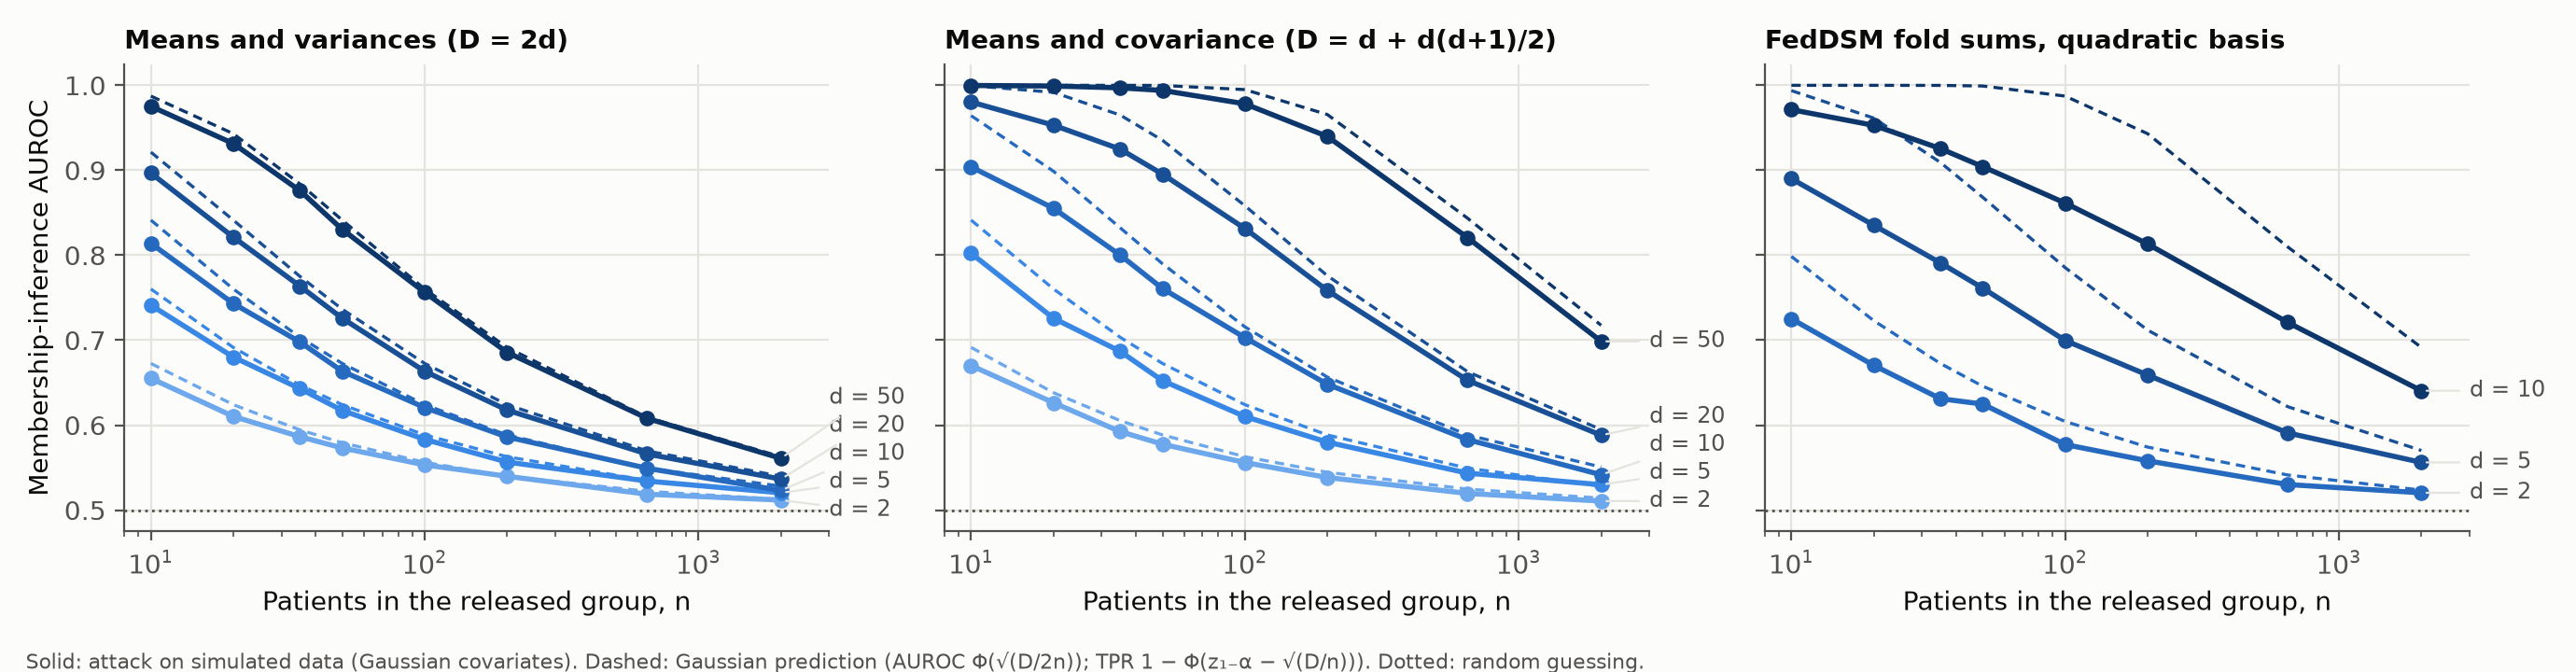 Means and variances (D = 2d)
Means and covariance (D = d + d(d+1)/2)
FedDSM fold sums, quadratic basis
Membership-inference AUROC
1.0
0.9
0.8
0.7
0.6
0.5
d = 50
d = 20
d = 10
d = 5
d = 2
d = 50
d = 20
d = 10
d = 5
d = 2
d = 10
d = 5
d = 2
10¹ 10² 10³
10¹ 10² 10³
10¹ 10² 10³
Patients in the released group, n
Patients in the released group, n
Patients in the released group, n
Solid: attack on simulated data (Gaussian covariates). Dashed: Gaussian prediction (AUROC Φ(√(D/2n)); TPR 1 − Φ(z₁₋α − √(D/n))). Dotted: random guessing.